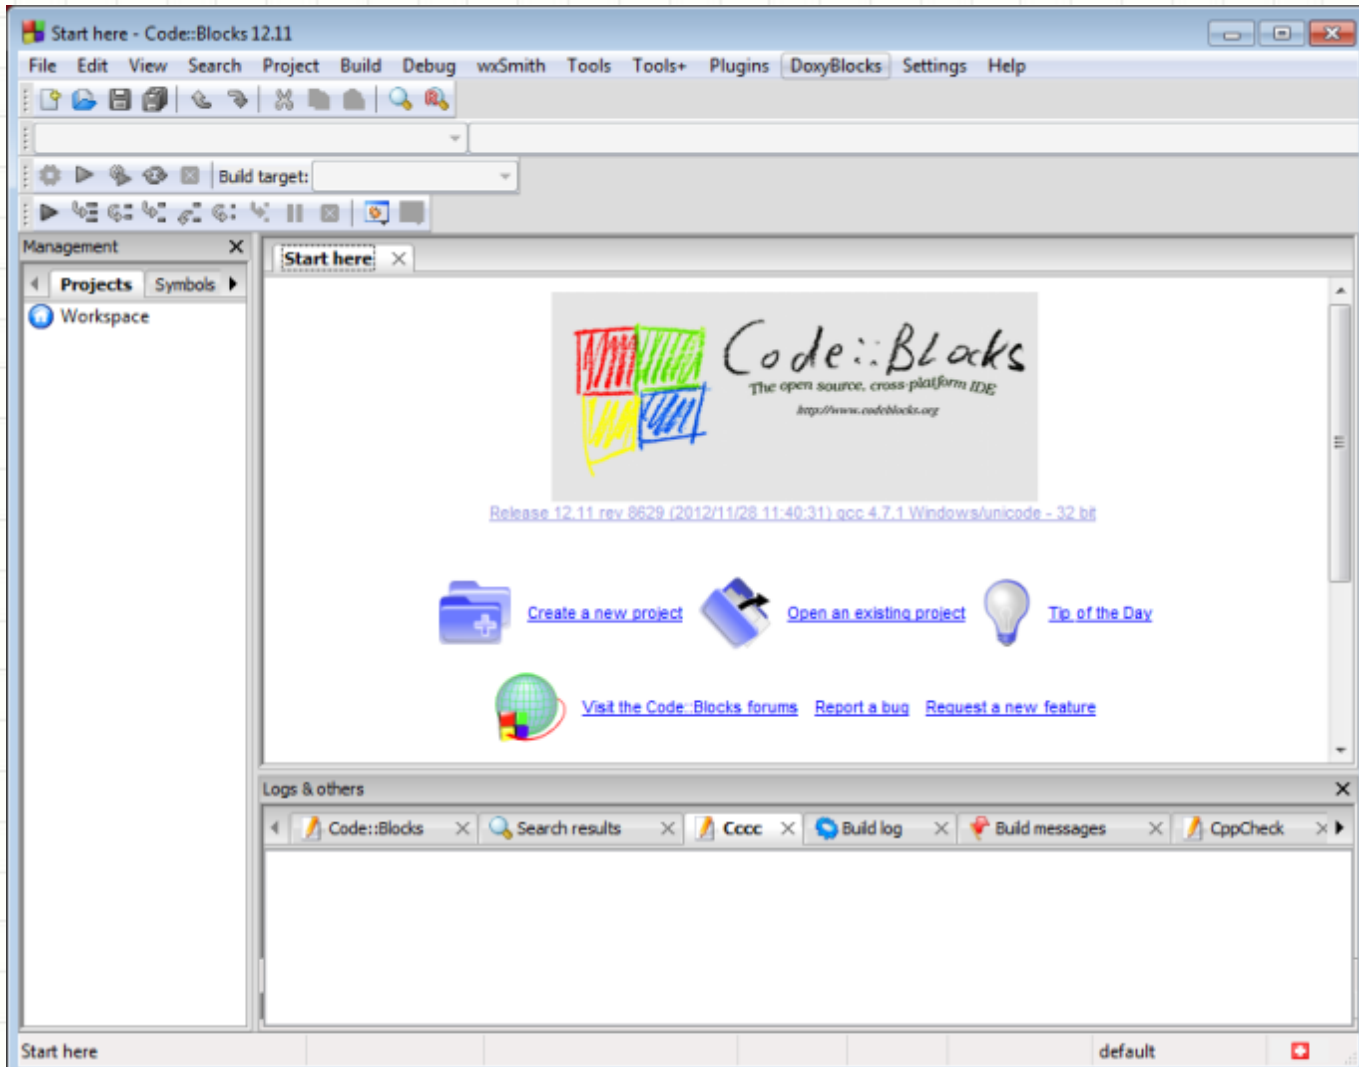 Start here - Code::Blocks 12.11
File Edit View Search Project Build Debug wxSmith Tools Tools+ Plugins DoxyBlocks Settings Help
Build target:
Management
Start here
Projects Symbols
Workspace
Code::Blocks
The open source, cross-platform IDE
http://www.codeblocks.org
Release 12.11 rev 8629 (2012/11/28 11:40:31) gcc 4.7.1 Windows/unicode - 32 bit
Create a new project Open an existing project Tip of the Day
Visit the Code::Blocks forums Report a bug Request a new feature
Logs & others
Code::Blocks Search results Cccc Build log Build messages CppCheck
Start here default